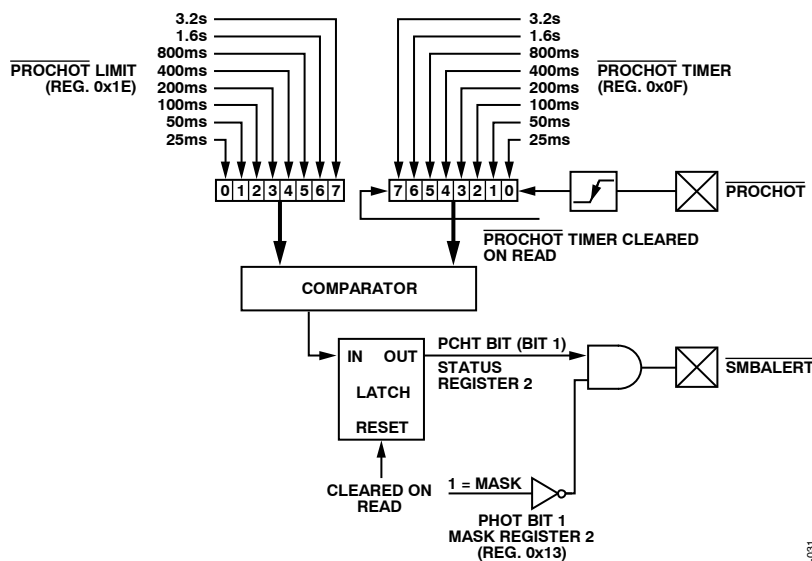 3.2s
1.6s
800ms
400ms
200ms
100ms
50ms
25ms
PROCHOT LIMIT
(REG. 0x1E)
3.2s
1.6s
800ms
400ms
200ms
100ms
50ms
25ms
PROCHOT TIMER
(REG. 0x0F)
0 1 2 3 4 5 6 7
7 6 5 4 3 2 1 0
PROCHOT
PROCHOT TIMER CLEARED
ON READ
COMPARATOR
IN OUT
LATCH
RESET
PCHT BIT (BIT 1)
STATUS
REGISTER 2
SMBALERT
CLEARED ON
READ
1 = MASK
PHOT BIT 1
MASK REGISTER 2
(REG. 0x13)
-031